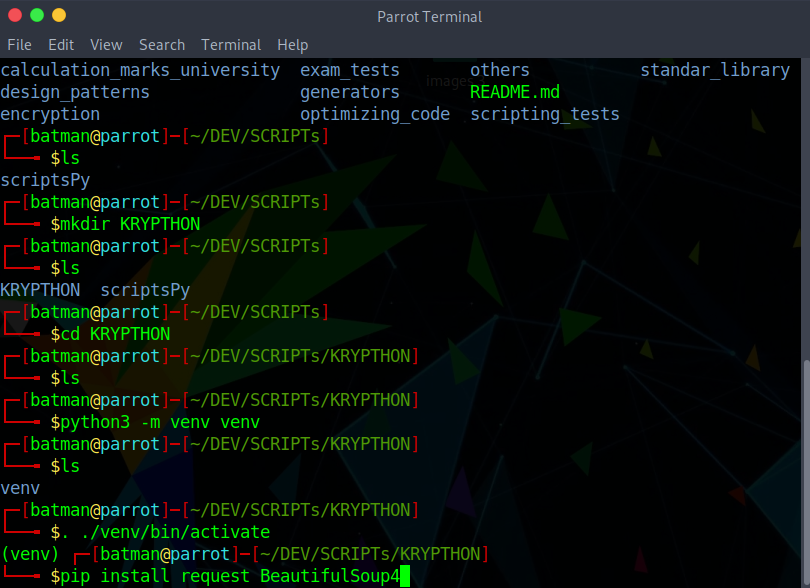 Parrot Terminal
File Edit View Search Terminal Help
calculation_marks_university exam_tests others standar_library
design_patterns generators README.md
encryption optimizing_code scripting_tests
[batman@parrot]─[~/DEV/SCRIPTs]
$ls
scriptsPy
[batman@parrot]─[~/DEV/SCRIPTs]
$mkdir KRYPTHON
[batman@parrot]─[~/DEV/SCRIPTs]
$ls
KRYPTHON scriptsPy
[batman@parrot]─[~/DEV/SCRIPTs]
$cd KRYPTHON
[batman@parrot]─[~/DEV/SCRIPTs/KRYPTHON]
$ls
[batman@parrot]─[~/DEV/SCRIPTs/KRYPTHON]
$python3 -m venv venv
[batman@parrot]─[~/DEV/SCRIPTs/KRYPTHON]
$ls
venv
[batman@parrot]─[~/DEV/SCRIPTs/KRYPTHON]
$. ./venv/bin/activate
(venv) [batman@parrot]─[~/DEV/SCRIPTs/KRYPTHON]
$pip install request BeautifulSoup4